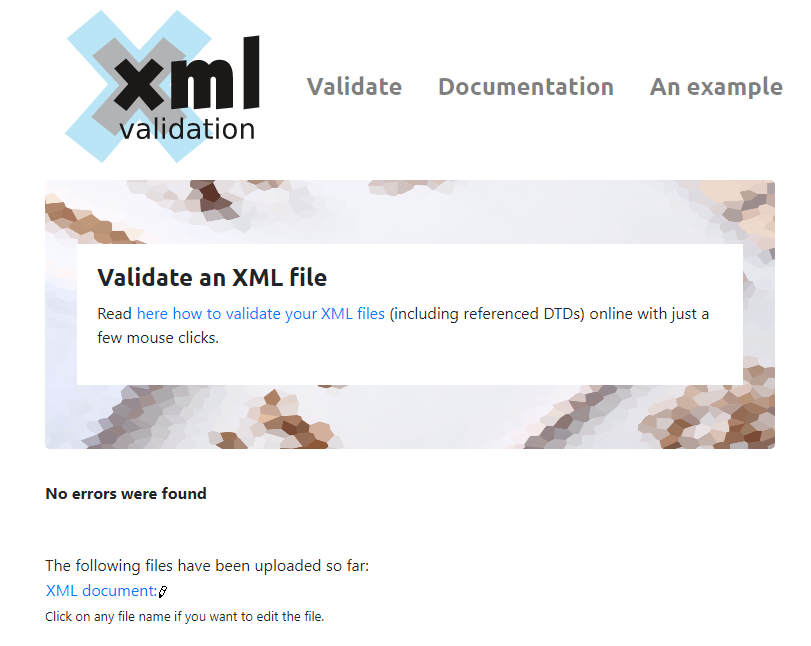 xml
validation
Validate Documentation An example
Validate an XML file
Read here how to validate your XML files (including referenced DTDs) online with just a
few mouse clicks.
No errors were found
The following files have been uploaded so far:
XML document:
Click on any file name if you want to edit the file.